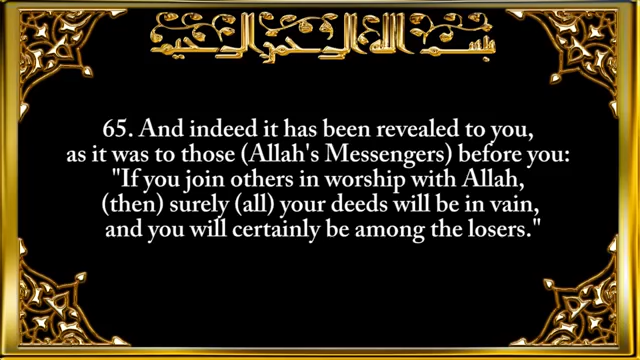 بسم الله الرحمن الرحيم
65. And indeed it has been revealed to you,
as it was to those (Allah's Messengers) before you:
"If you join others in worship with Allah,
(then) surely (all) your deeds will be in vain,
and you will certainly be among the losers."